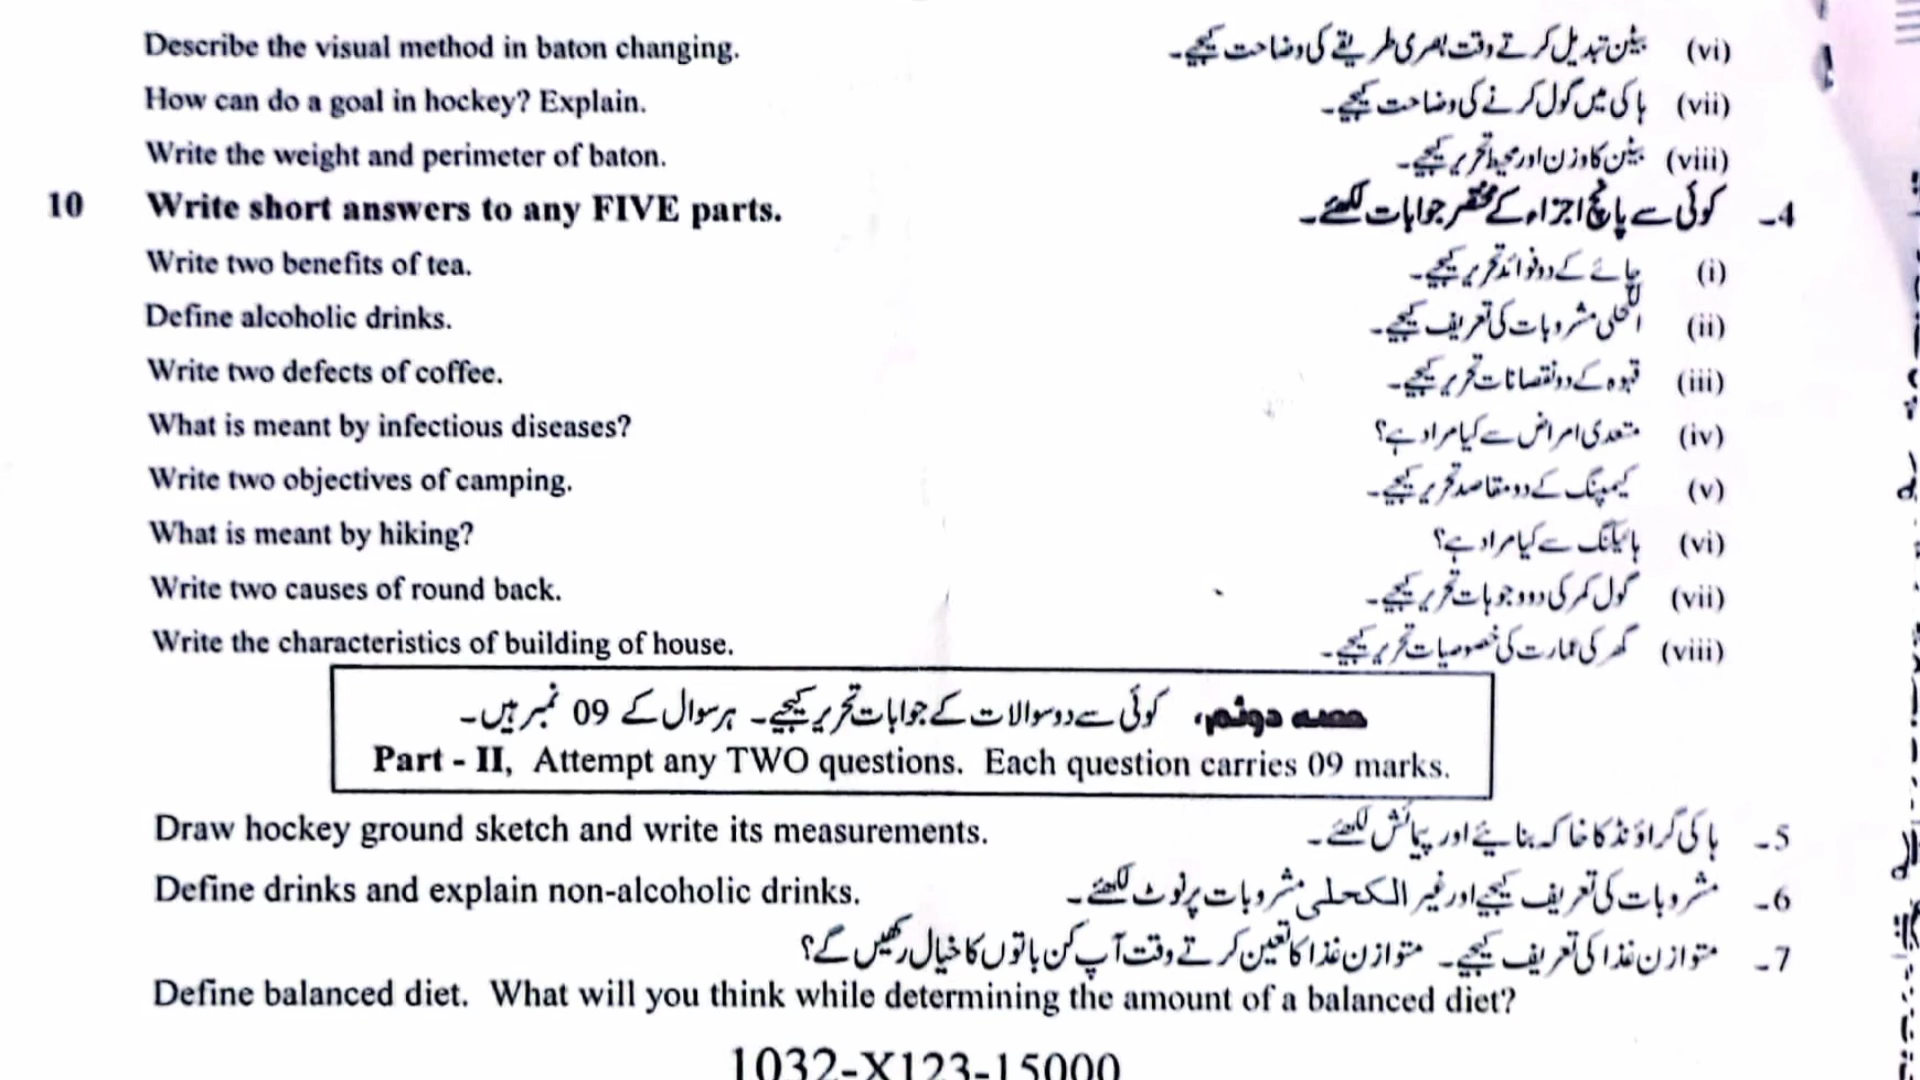 Describe the visual method in baton changing. بیٹن تبدیل کرتے وقت بصری طریقے کی وضاحت کیجیے۔ (vi)
How can do a goal in hockey? Explain. ہاکی میں گول کرنے کی وضاحت کیجیے۔ (vii)
Write the weight and perimeter of baton. بیٹن کا وزن اور محیط تحریر کیجیے۔ (viii)
10 Write short answers to any FIVE parts. کوئی سے پانچ اجزاء کے مختصر جوابات لکھئے۔ 4۔
Write two benefits of tea. چائے کے دو فوائد تحریر کیجیے۔ (i)
Define alcoholic drinks. الکحلی مشروبات کی تعریف کیجیے۔ (ii)
Write two defects of coffee. قہوہ کے دو نقصانات تحریر کیجیے۔ (iii)
What is meant by infectious diseases? متعدی امراض سے کیا مراد ہے؟ (iv)
Write two objectives of camping. کیمپنگ کے دو مقاصد تحریر کیجیے۔ (v)
What is meant by hiking? ہائیکنگ سے کیا مراد ہے؟ (vi)
Write two causes of round back. گول کمر کی دو وجوہات تحریر کیجیے۔ (vii)
Write the characteristics of building of house. گھر کی عمارت کی خصوصیات تحریر کیجیے۔ (viii)
حصہ دوئم، کوئی سے دو سوالات کے جوابات تحریر کیجیے۔ ہر سوال کے 09 نمبر ہیں۔
Part - II, Attempt any TWO questions. Each question carries 09 marks.
Draw hockey ground sketch and write its measurements. ہاکی گراؤنڈ کا خاکہ بنائیے اور پیمائش لکھئے۔ 5۔
Define drinks and explain non-alcoholic drinks. مشروبات کی تعریف کیجیے اور غیر الکحلی مشروبات پر نوٹ لکھئے۔ 6۔
متوازن غذا کی تعریف کیجیے۔ متوازن غذا کا تعین کرتے وقت آپ کن باتوں کا خیال رکھیں گے؟ 7۔
Define balanced diet. What will you think while determining the amount of a balanced diet?
1032-X123-15000